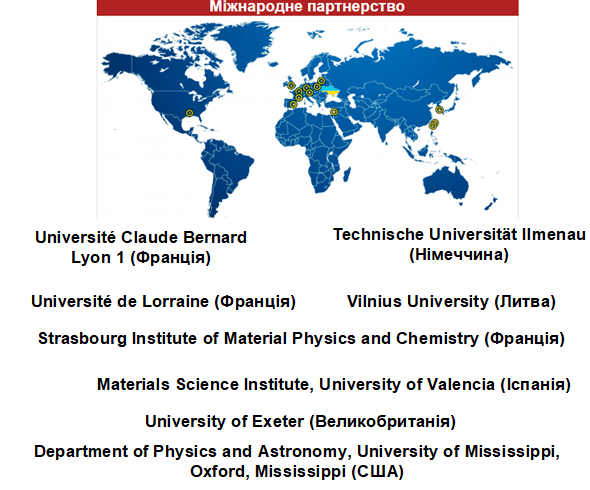 Міжнародне партнерство
Université Claude Bernard
Lyon 1 (Франція)
Technische Universität Ilmenau
(Німеччина)
Université de Lorraine (Франція)
Vilnius University (Литва)
Strasbourg Institute of Material Physics and Chemistry (Франція)
Materials Science Institute, University of Valencia (Іспанія)
University of Exeter (Великобританія)
Department of Physics and Astronomy, University of Mississippi,
Oxford, Mississippi (США)